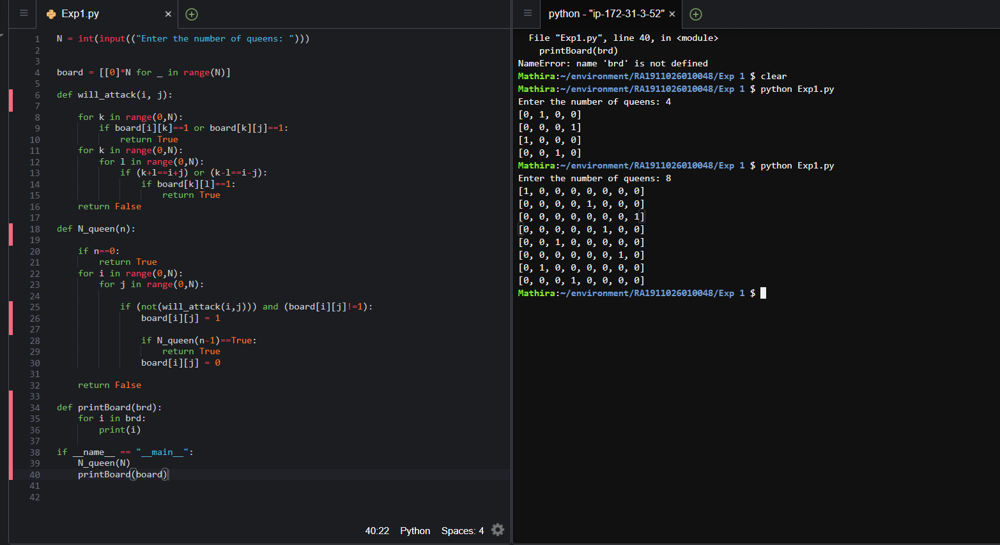 Exp1.py
N = int(input(("Enter the number of queens: ")))
board = [[0]*N for _ in range(N)]
def will_attack(i, j):
for k in range(0,N):
if board[i][k]==1 or board[k][j]==1:
return True
for k in range(0,N):
for l in range(0,N):
if (k+l==i+j) or (k-l==i-j):
if board[k][l]==1:
return True
return False
def N_queen(n):
if n==0:
return True
for i in range(0,N):
for j in range(0,N):
if (not(will_attack(i,j))) and (board[i][j]!=1):
board[i][j] = 1
if N_queen(n-1)==True:
return True
board[i][j] = 0
return False
def printBoard(brd):
for i in brd:
print(i)
if __name__ == "__main__":
N_queen(N)
printBoard(board)
1
2
3
4
5
6
7
8
9
10
11
12
13
14
15
16
17
18
19
20
21
22
23
24
25
26
27
28
29
30
31
32
33
34
35
36
37
38
39
40
41
42
40:22 Python Spaces: 4
python - "ip-172-31-3-52"
File "Exp1.py", line 40, in <module>
printBoard(brd)
NameError: name 'brd' is not defined
Mathira:~/environment/RA1911026010048/Exp 1 $ clear
Mathira:~/environment/RA1911026010048/Exp 1 $ python Exp1.py
Enter the number of queens: 4
[0, 1, 0, 0]
[0, 0, 0, 1]
[1, 0, 0, 0]
[0, 0, 1, 0]
Mathira:~/environment/RA1911026010048/Exp 1 $ python Exp1.py
Enter the number of queens: 8
[1, 0, 0, 0, 0, 0, 0, 0]
[0, 0, 0, 0, 1, 0, 0, 0]
[0, 0, 0, 0, 0, 0, 0, 1]
[0, 0, 0, 0, 0, 1, 0, 0]
[0, 0, 1, 0, 0, 0, 0, 0]
[0, 0, 0, 0, 0, 0, 1, 0]
[0, 1, 0, 0, 0, 0, 0, 0]
[0, 0, 0, 1, 0, 0, 0, 0]
Mathira:~/environment/RA1911026010048/Exp 1 $